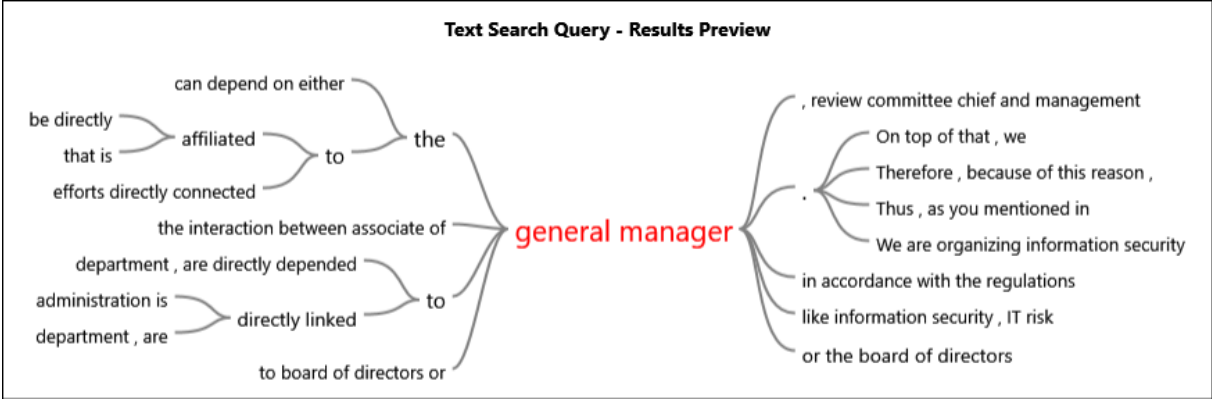 Text Search Query - Results Preview
can depend on either
be directly
that is
affiliated
efforts directly connected
to
the
the interaction between associate of
department , are directly depended
administration is
department , are
directly linked
to
to board of directors or
general manager
, review committee chief and management
.
On top of that , we
Therefore , because of this reason ,
Thus , as you mentioned in
We are organizing information security
in accordance with the regulations
like information security , IT risk
or the board of directors